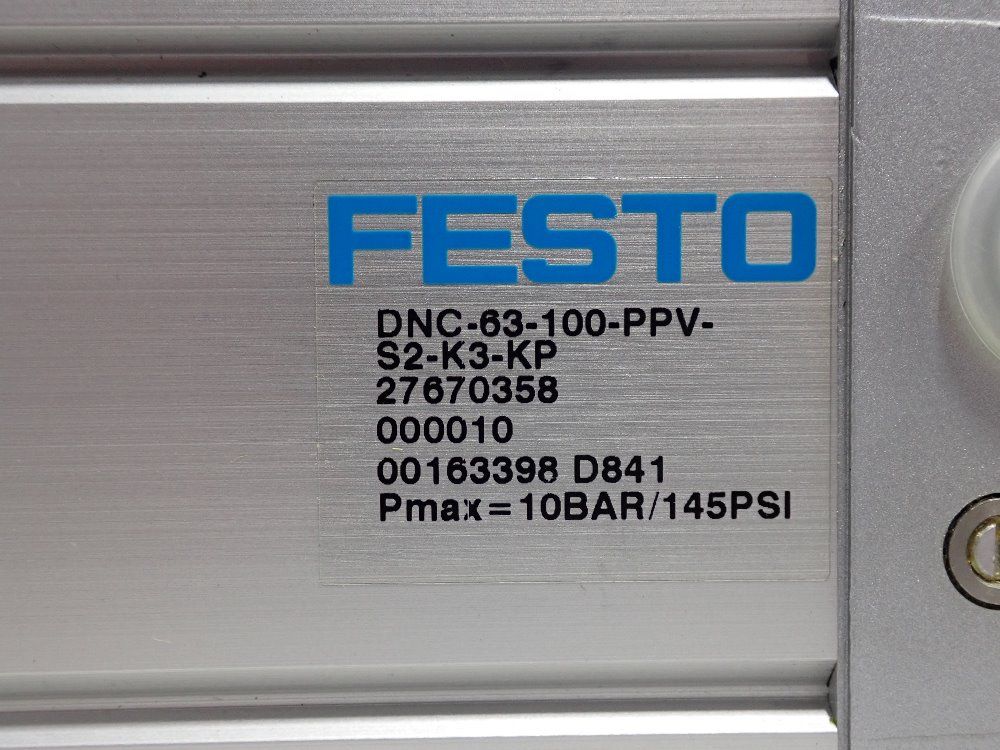 FESTO
DNC-63-100-PPV-
S2-K3-KP
27670358
000010
00163398 D841
Pmax=10BAR/145PSI